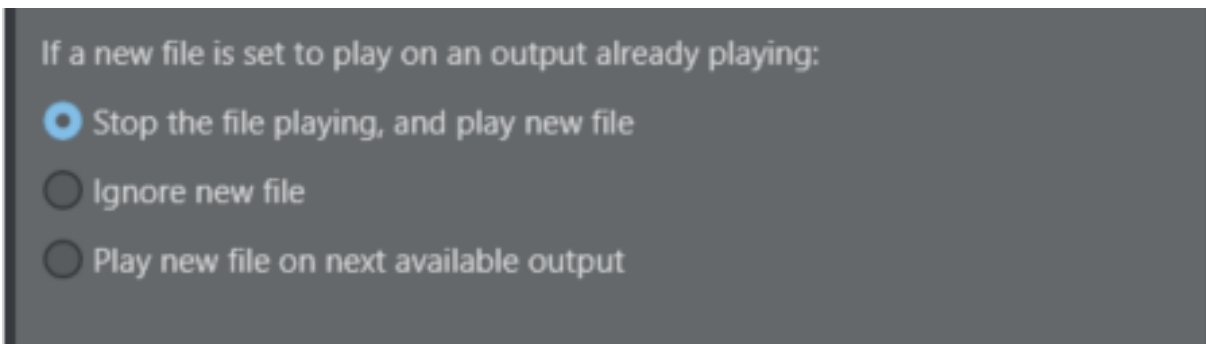 If a new file is set to play on an output already playing:
Stop the file playing, and play new file
Ignore new file
Play new file on next available output